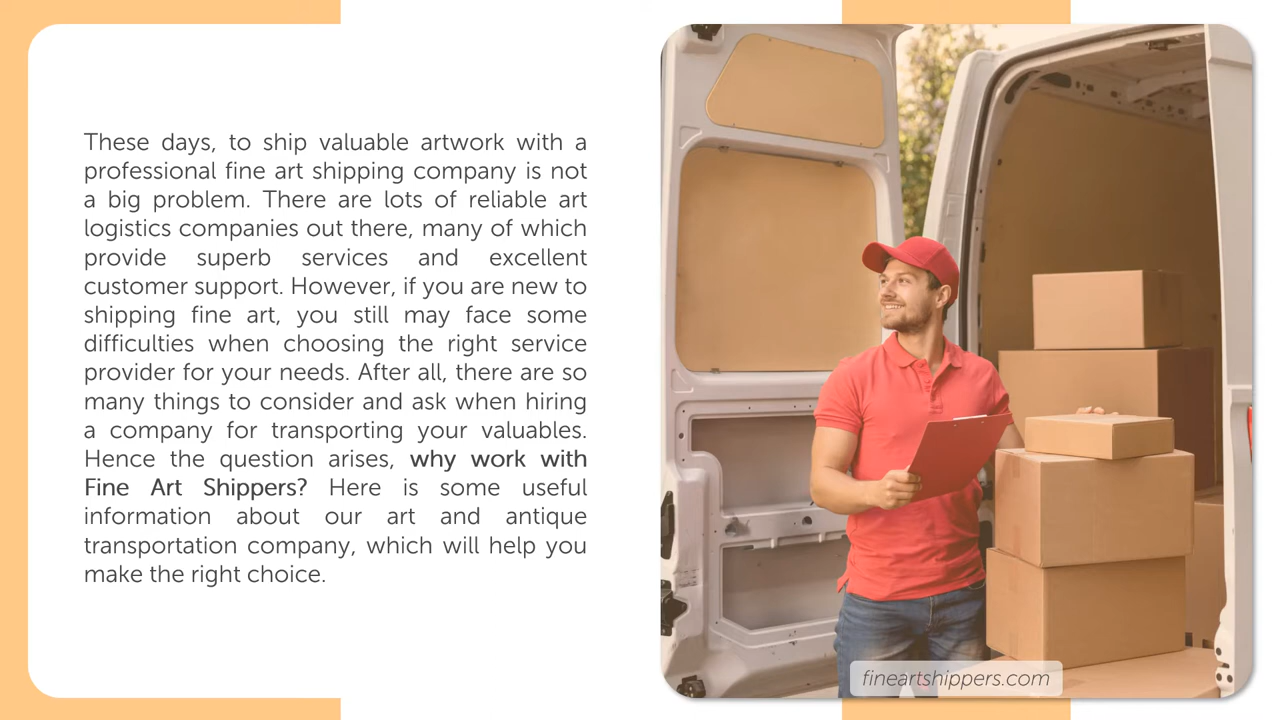 These days, to ship valuable artwork with a
professional fine art shipping company is not
a big problem. There are lots of reliable art
logistics companies out there, many of which
provide superb services and excellent
customer support. However, if you are new to
shipping fine art, you still may face some
difficulties when choosing the right service
provider for your needs. After all, there are so
many things to consider and ask when hiring
a company for transporting your valuables.
Hence the question arises, why work with
Fine Art Shippers? Here is some useful
information about our art and antique
transportation company, which will help you
make the right choice.
fineartshippers.com